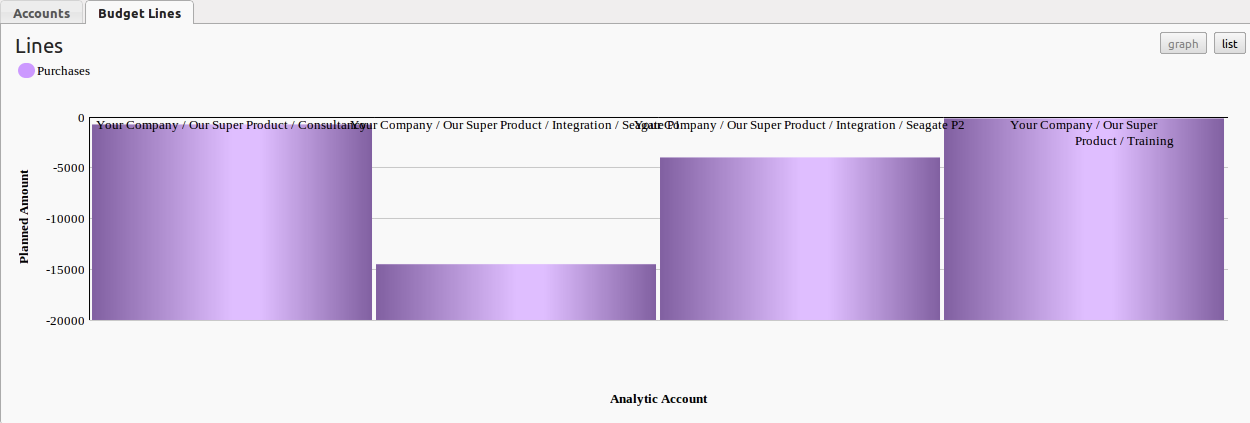 Accounts
Budget Lines
Lines
graph
list
Purchases
0
-5000
-10000
-15000
-20000
Planned Amount
Your Company / Our Super Product / Consultancy
Your Company / Our Super Product / Integration / Seagate P1
Your Company / Our Super Product / Integration / Seagate P2
Your Company / Our Super
Product / Training
Analytic Account